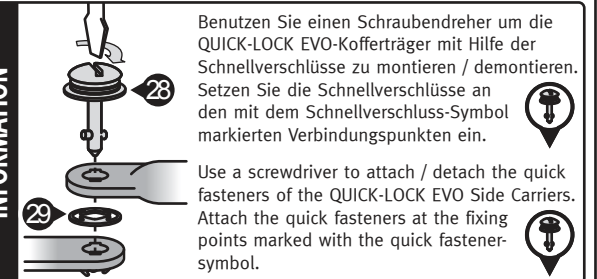 INFORMATION
28
29
Benutzen Sie einen Schraubendreher um die
QUICK-LOCK EVO-Kofferträger mit Hilfe der
Schnellverschlüsse zu montieren / demontieren.
Setzen Sie die Schnellverschlüsse an
den mit dem Schnellverschluss-Symbol
markierten Verbindungspunkten ein.
Use a screwdriver to attach / detach the quick
fasteners of the QUICK-LOCK EVO Side Carriers.
Attach the quick fasteners at the fixing
points marked with the quick fastener-
symbol.